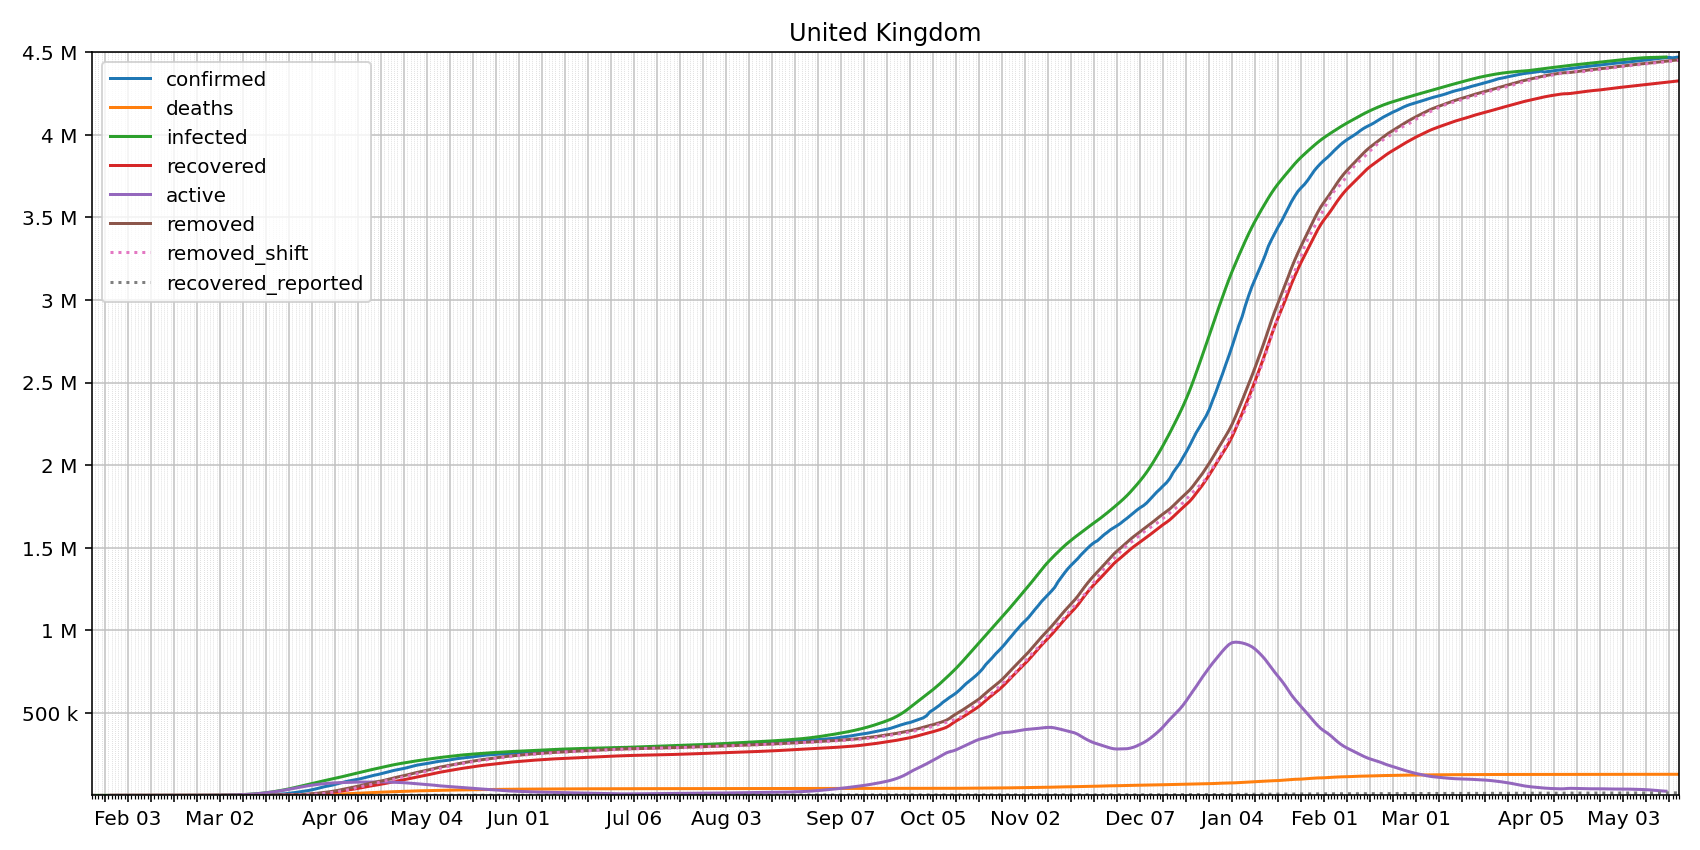 United Kingdom
4.5 M
4 M
3.5 M
3 M
2.5 M
2 M
1.5 M
1 M
500 k
confirmed
deaths
infected
recovered
active
removed
removed_shift
recovered_reported
Feb 03 Mar 02 Apr 06 May 04 Jun 01 Jul 06 Aug 03 Sep 07 Oct 05 Nov 02 Dec 07 Jan 04 Feb 01 Mar 01 Apr 05 May 03